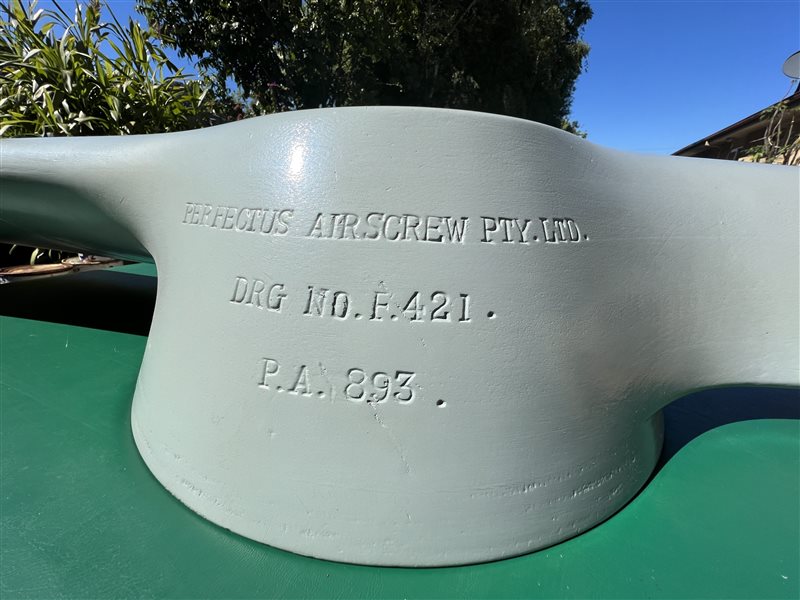 PERFECTUS AIRSCREW PTY.LTD.
DRG NO.F.421.
P.A. 893.